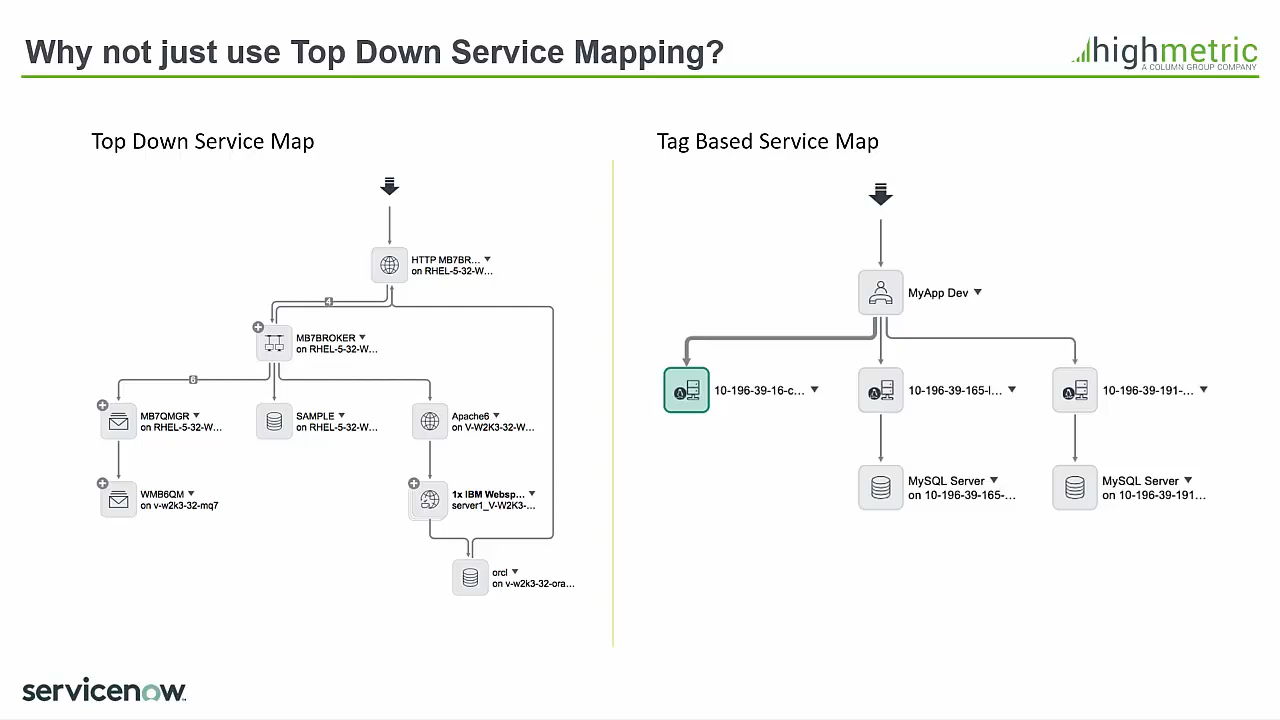 Why not just use Top Down Service Mapping?
highmetric
A COLUMN GROUP COMPANY
Top Down Service Map
HTTP MB7BR...
on RHEL-5-32-W...
4
MB7BROKER
on RHEL-5-32-W...
6
MB7QMGR
on RHEL-5-32-W...
SAMPLE
on RHEL-5-32-W...
Apache6
on V-W2K3-32-W...
WMB6QM
on v-w2k3-32-mq7
1x IBM Websp...
server1_V-W2K3-...
orcl
on v-w2k3-32-ora...
Tag Based Service Map
MyApp Dev
10-196-39-16-c...
10-196-39-165-l...
10-196-39-191-...
MySQL Server
on 10-196-39-165-...
MySQL Server
on 10-196-39-191...
servicenow